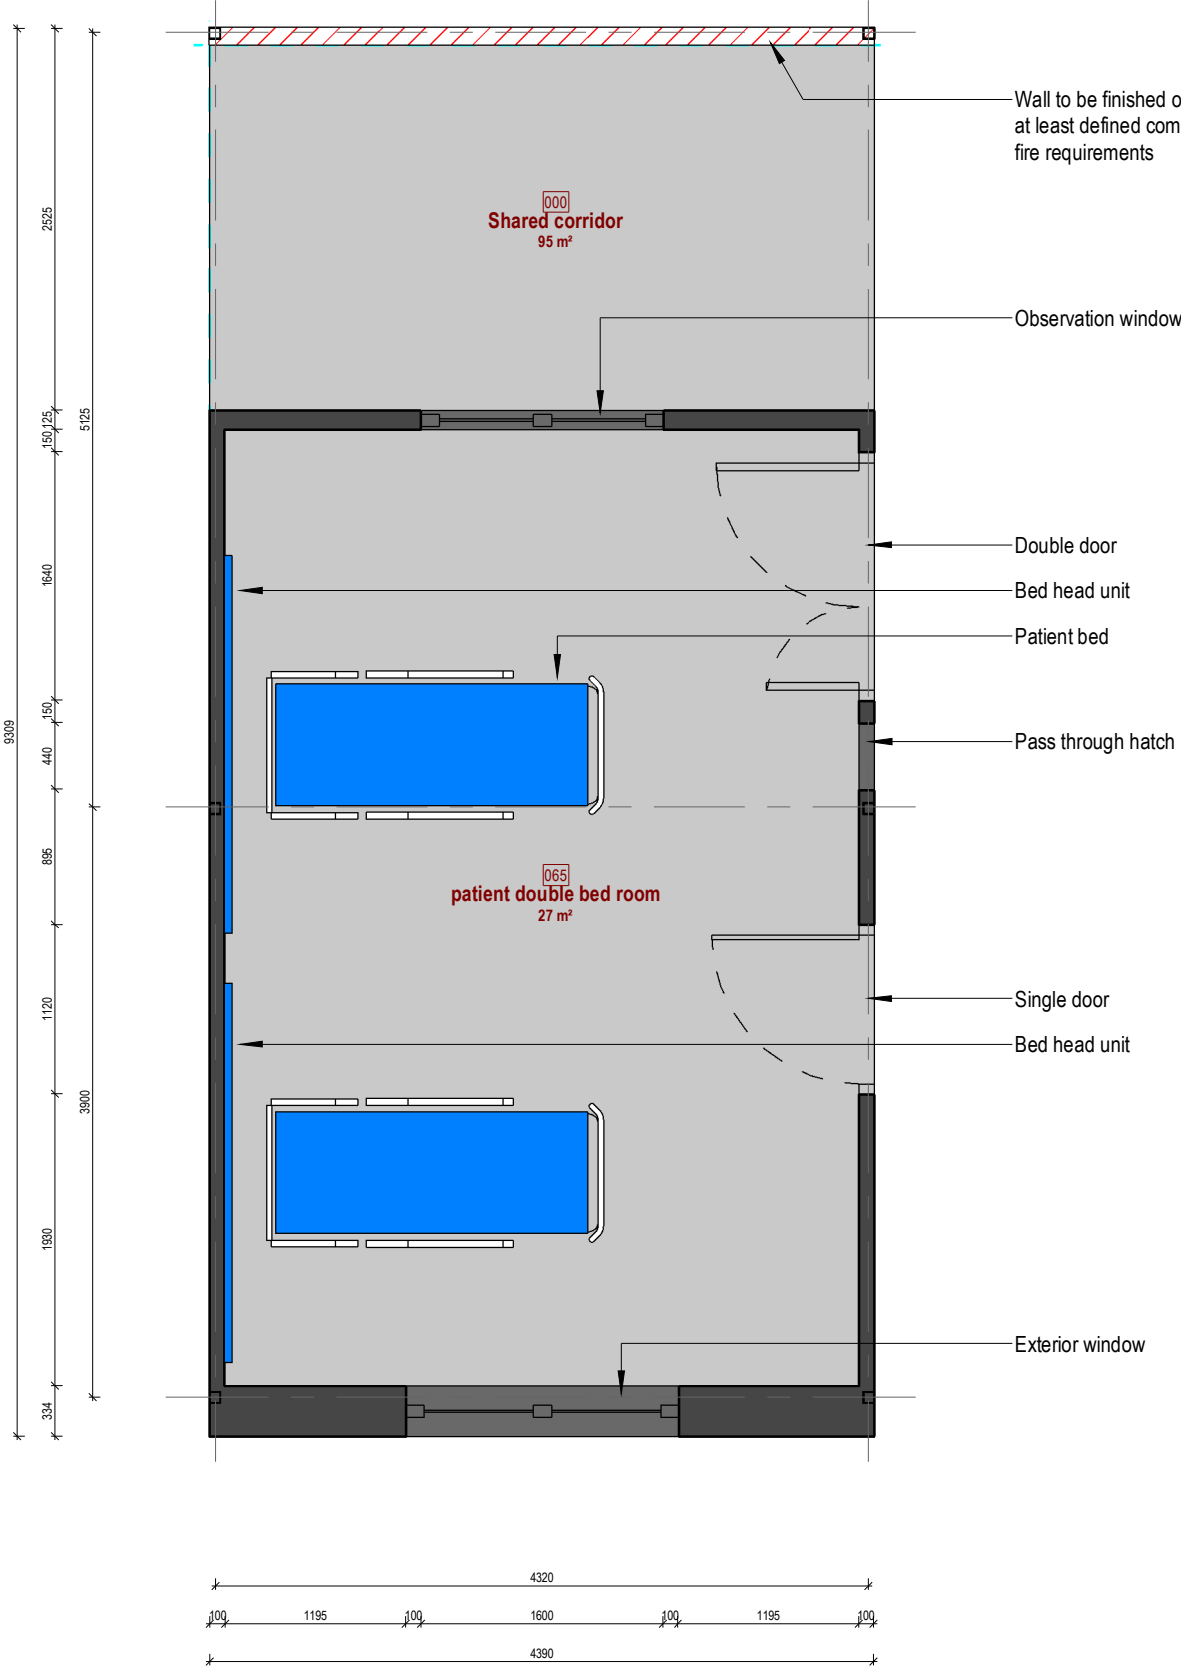 Wall to be finished o
at least defined com
fire requirements
000
Shared corridor
95 m²
Observation window
Double door
Bed head unit
Patient bed
Pass through hatch
065
patient double bed room
27 m²
Single door
Bed head unit
Exterior window
9309
2525
125
150
1640
150
440
895
1120
1930
334
5125
3900
4320
100 1195 100 1600 100 1195 100
4390